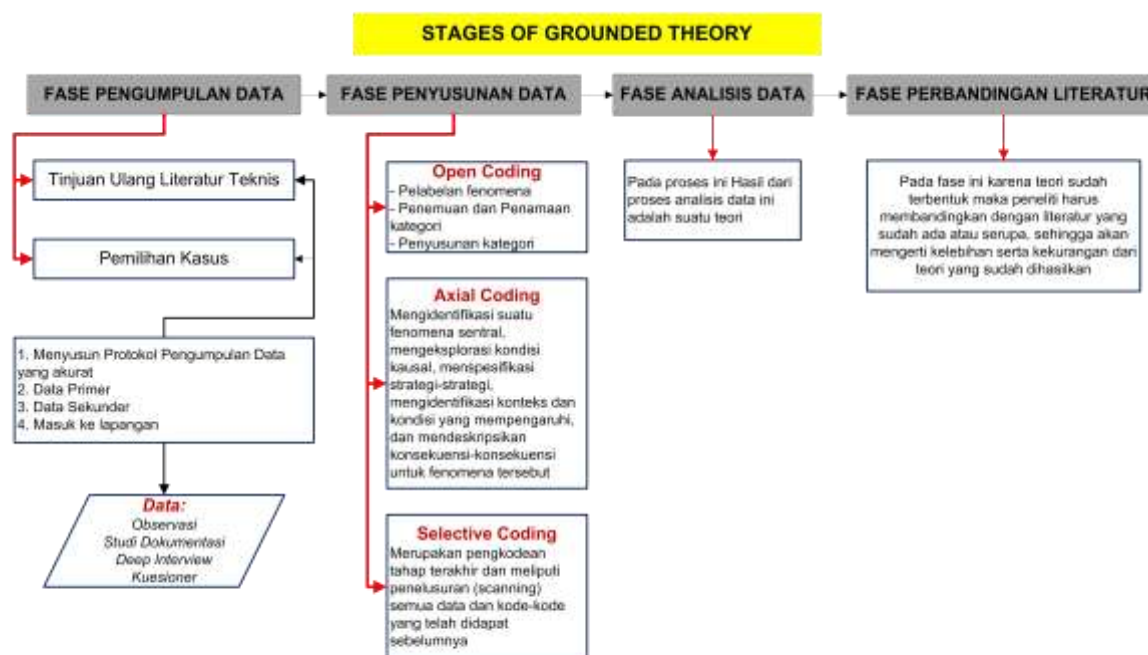 STAGES OF GROUNDED THEORY
FASE PENGUMPULAN DATA
FASE PENYUSUNAN DATA
FASE ANALISIS DATA
FASE PERBANDINGAN LITERATUR
Tinjuan Ulang Literatur Teknis
Pemilihan Kasus
1. Menyusun Protokol Pengumpulan Data
yang akurat
2. Data Primer
3. Data Sekunder
4. Masuk ke lapangan
Data:
Observasi
Studi Dokumentasi
Deep Interview
Kuesioner
Open Coding
- Pelabelan fenomena
- Penemuan dan Penamaan
kategori
- Penyusunan kategori
Axial Coding
Mengidentifikasi suatu
fenomena sentral,
mengeksplorasi kondisi
kausal, menspesifikasi
strategi-strategi,
mengidentifikasi konteks dan
kondisi yang mempengaruhi,
dan mendeskripsikan
konsekuensi-konsekuensi
untuk fenomena tersebut
Selective Coding
Merupakan pengkodean
tahap terakhir dan meliputi
penelusuran (scanning)
semua data dan kode-kode
yang telah didapat
sebelumnya
Pada proses ini Hasil dari
proses analisis data ini
adalah suatu teori
Pada fase ini karena teori sudah
terbentuk maka peneliti harus
membandingkan dengan literatur yang
sudah ada atau serupa, sehingga akan
mengerti kelebihan serta kekurangan dari
teori yang sudah dihasilkan